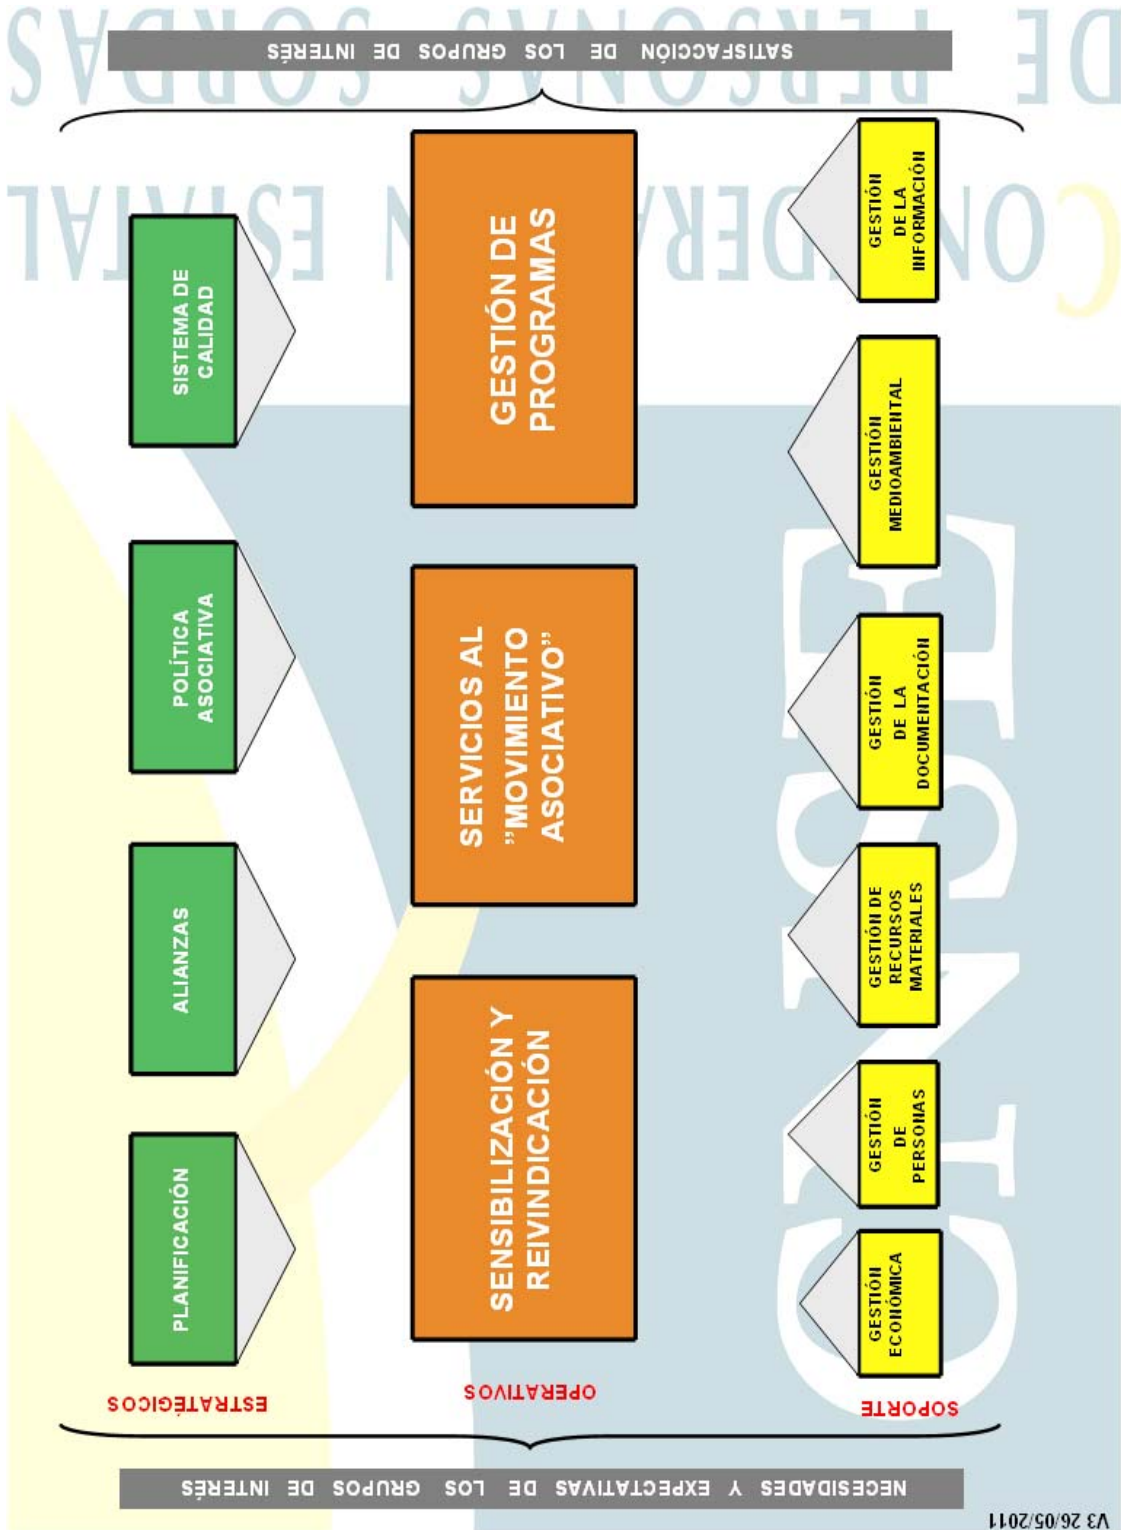 NECESIDADES Y EXPECTATIVAS DE LOS GRUPOS DE INTERÉS
ESTRATÉGICOS
PLANIFICACIÓN
ALIANZAS
POLÍTICA
ASOCIATIVA
SISTEMA DE
CALIDAD
OPERATIVOS
SENSIBILIZACIÓN Y
REIVINDICACIÓN
SERVICIOS AL
”MOVIMIENTO
ASOCIATIVO”
GESTIÓN DE
PROGRAMAS
SOPORTE
GESTIÓN
ECONÓMICA
GESTIÓN
DE
PERSONAS
GESTIÓN DE
RECURSOS
MATERIALES
GESTIÓN
DE LA
DOCUMENTACIÓN
GESTIÓN
MEDIOAMBIENTAL
GESTIÓN
DE LA
INFORMACIÓN
SATISFACCIÓN DE LOS GRUPOS DE INTERÉS
CNSE
ESTATAL
DE PERSONAS SORDAS
V3 26/05/2011